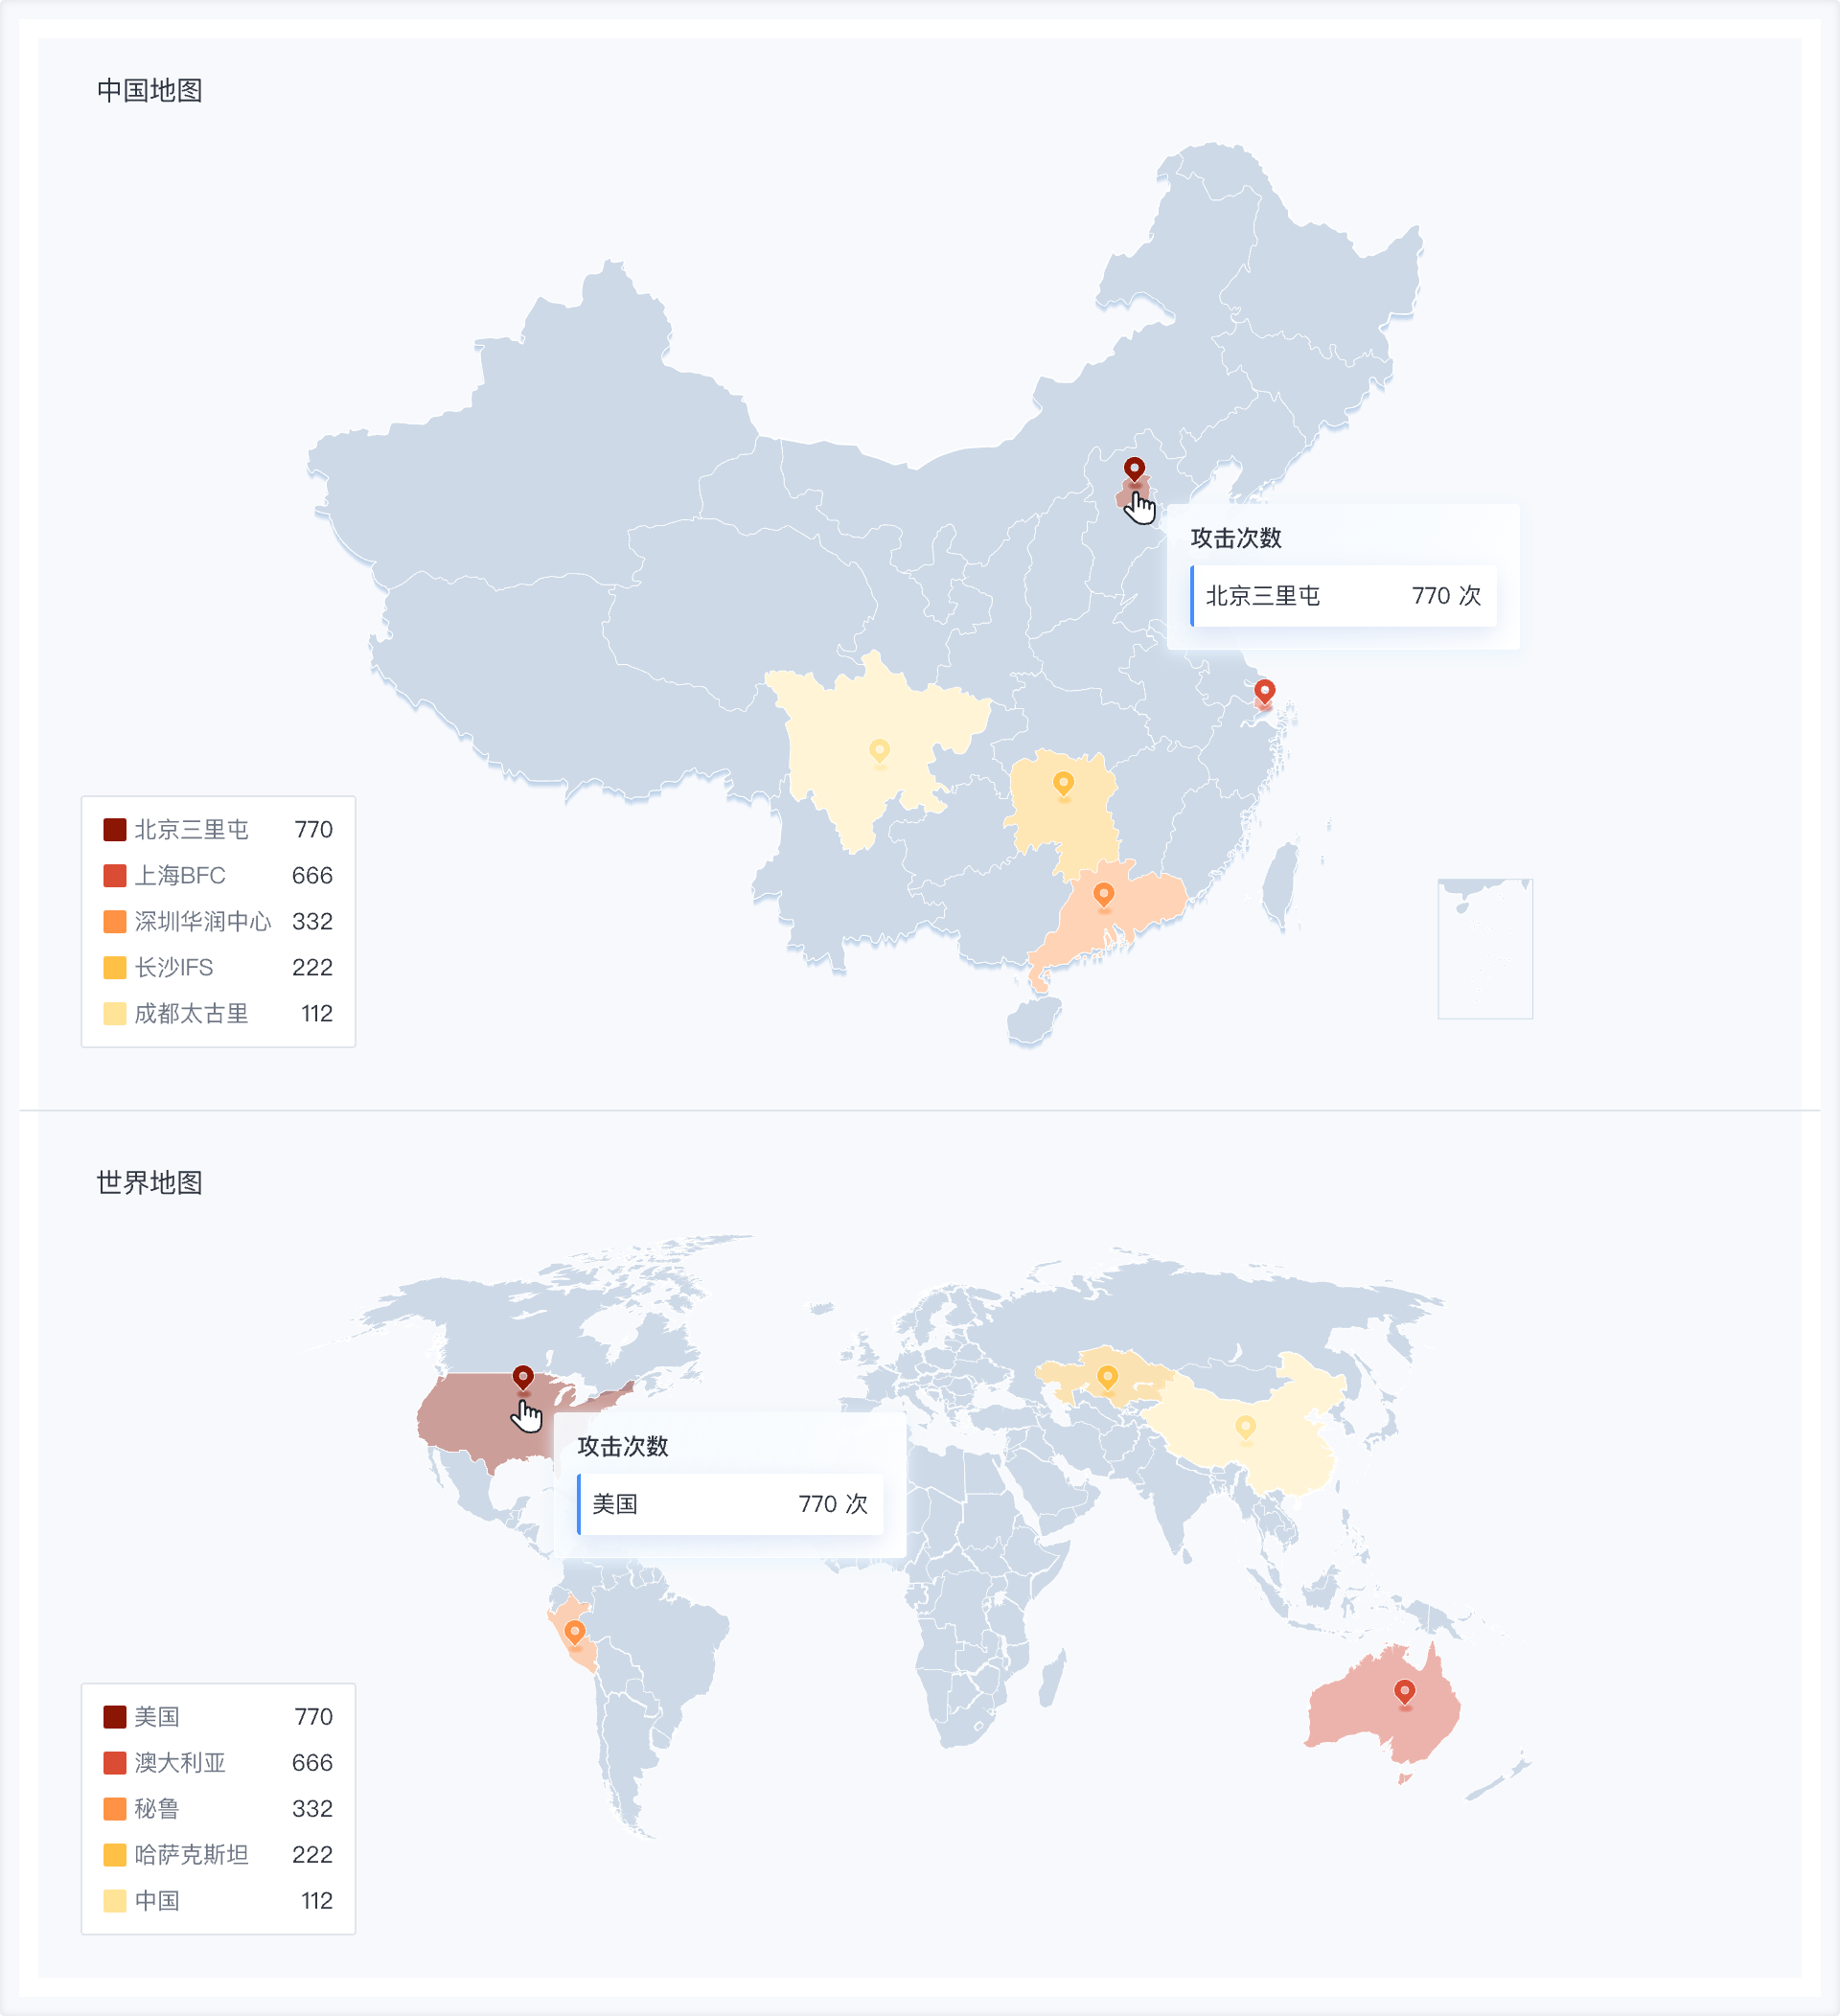 中国地图
攻击次数
北京三里屯 770 次
北京三里屯 770
上海BFC 666
深圳华润中心 332
长沙IFS 222
成都太古里 112
世界地图
攻击次数
美国 770 次
美国 770
澳大利亚 666
秘鲁 332
哈萨克斯坦 222
中国 112